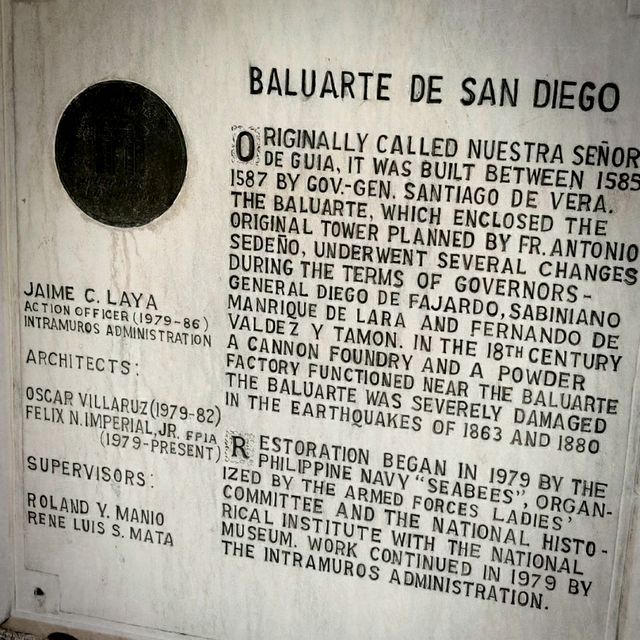 BALUARTE DE SAN DIEGO
ORIGINALLY CALLED NUESTRA SEÑOR
DE GUIA, IT WAS BUILT BETWEEN 1585
1587 BY GOV.-GEN. SANTIAGO DE VERA.
THE BALUARTE, WHICH ENCLOSED THE
ORIGINAL TOWER PLANNED BY FR. ANTONIO
SEDEÑO, UNDERWENT SEVERAL CHANGES
DURING THE TERMS OF GOVERNORS-
GENERAL DIEGO DE FAJARDO, SABINIANO
MANRIQUE DE LARA AND FERNANDO DE
VALDEZ Y TAMON. IN THE 18TH CENTURY
A CANNON FOUNDRY AND A POWDER
FACTORY FUNCTIONED NEAR THE BALUARTE
THE BALUARTE WAS SEVERELY DAMAGED
IN THE EARTHQUAKES OF 1863 AND 1880
RESTORATION BEGAN IN 1979 BY THE
PHILIPPINE NAVY "SEABEES", ORGAN-
IZED BY THE ARMED FORCES LADIES'
COMMITTEE AND THE NATIONAL HISTO-
RICAL INSTITUTE WITH THE NATIONAL
MUSEUM. WORK CONTINUED IN 1979 BY
THE INTRAMUROS ADMINISTRATION.
JAIME C. LAYA
ACTION OFFICER (1979-86)
INTRAMUROS ADMINISTRATION
ARCHITECTS:
OSCAR VILLARUZ (1979-82)
FELIX N. IMPERIAL, JR. FPIA
(1979-PRESENT)
SUPERVISORS:
ROLAND Y. MANIO
RENE LUIS S. MATA